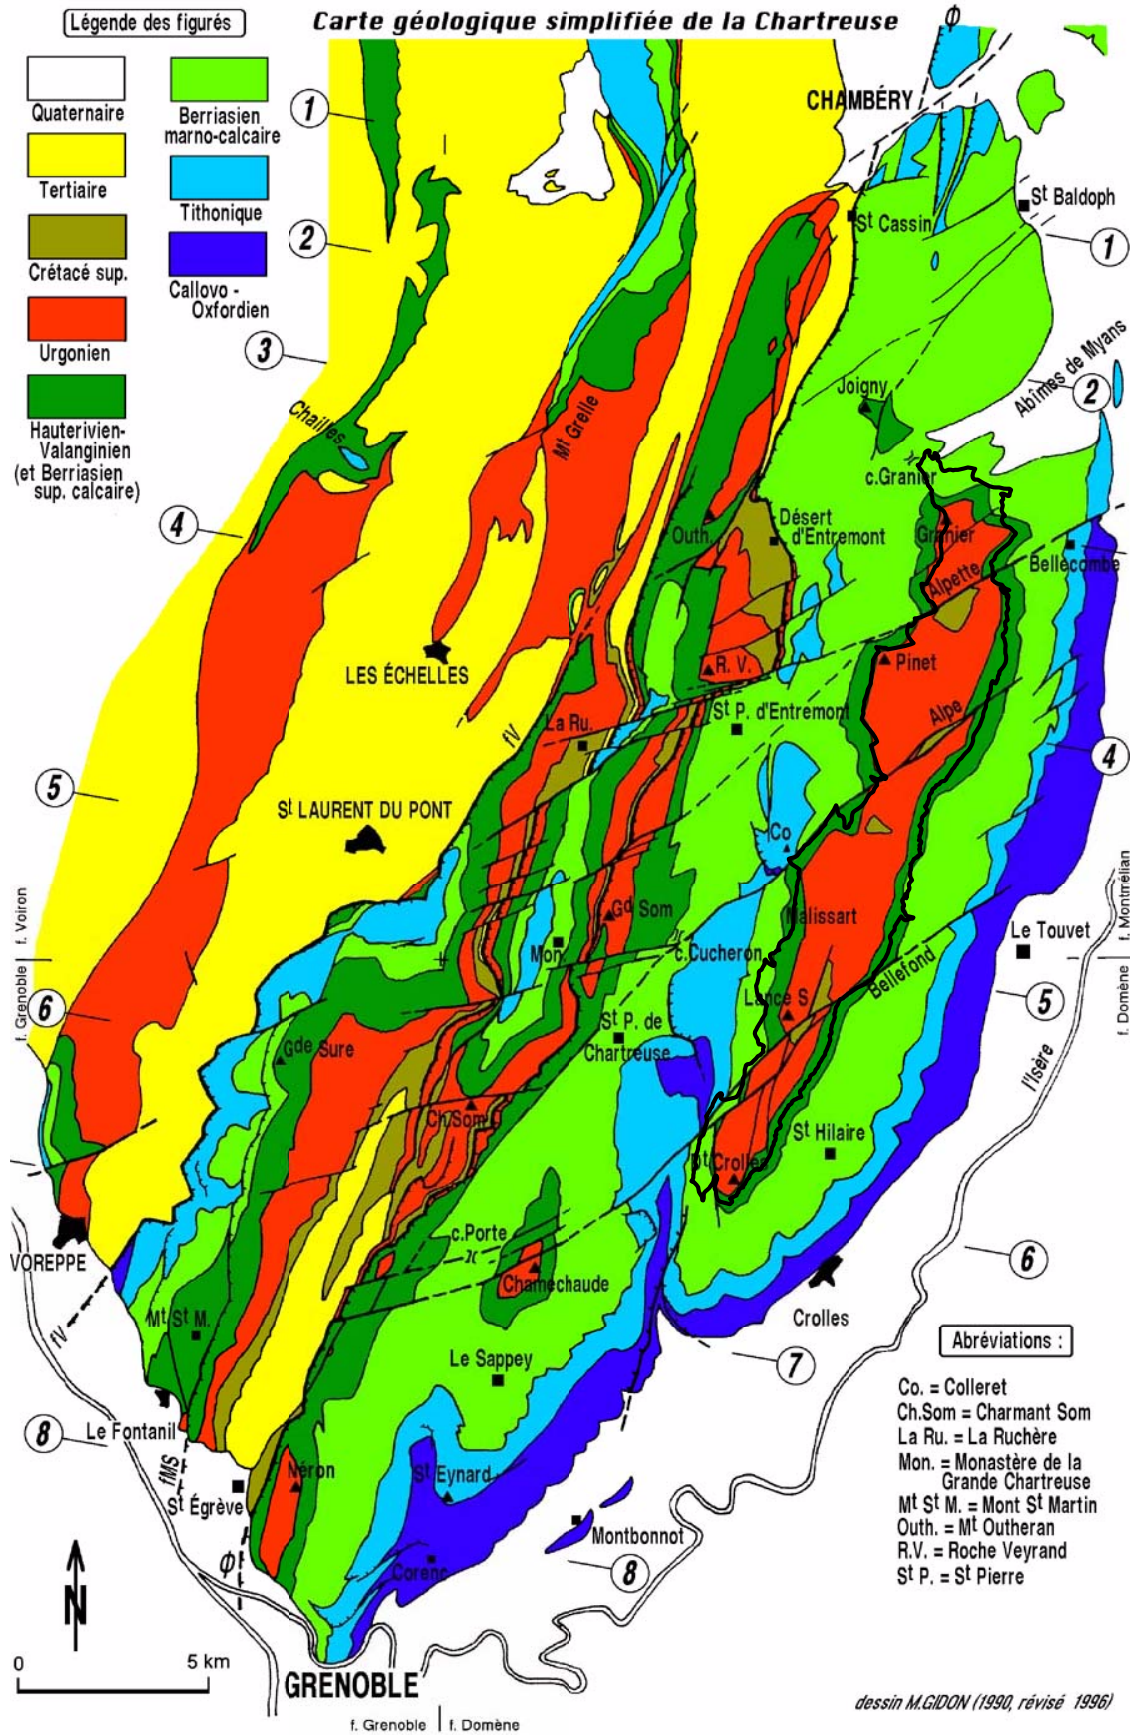 Légende des figurés
Carte géologique simplifiée de la Chartreuse
Quaternaire
Tertiaire
Crétacé sup.
Urgonien
Hauterivien-
Valanginien
(et Berriasien
sup. calcaire)
Berriasien
marno-calcaire
Tithonique
Callovo -
Oxfordien
ϕ
CHAMBÉRY
1
St Baldoph
St Cassin
1
2
3
Abîmes de Myans
2
Joigny
Chailles
Mt Grelle
c.Granier
4
Outh.
Désert
d'Entremont
Granier
Bellecombe
Alpette
LES ÉCHELLES
R. V.
Pinet
St P. d'Entremont
Alpe
La Ru.
fV
4
5
St LAURENT DU PONT
Co
f. Voiron
f. Grenoble
f. Montmélian
f. Domène
Gd Som
Malissart
Le Touvet
Mon.
c.Cucheron
Bellefond
6
Lance S.
5
St P. de
Chartreuse
Gde Sure
l'Isère
Ch.Som
St Hilaire
Dt Crolles
c.Porte
6
VOREPPE
Chamechaude
Crolles
fV
Mt St M.
7
Le Sappey
Abréviations :
Co. = Colleret
Ch.Som = Charmant Som
La Ru. = La Ruchère
Mon. = Monastère de la
Grande Chartreuse
Mt St M. = Mont St Martin
Outh. = Mt Outheran
R.V. = Roche Veyrand
St P. = St Pierre
8
Le Fontanil
fMS
St Égrève
Néron
St Eynard
Montbonnot
8
ϕ
Corenc
N
0 5 km
GRENOBLE
f. Grenoble | f. Domène
dessin M.GIDON (1990, révisé 1996)